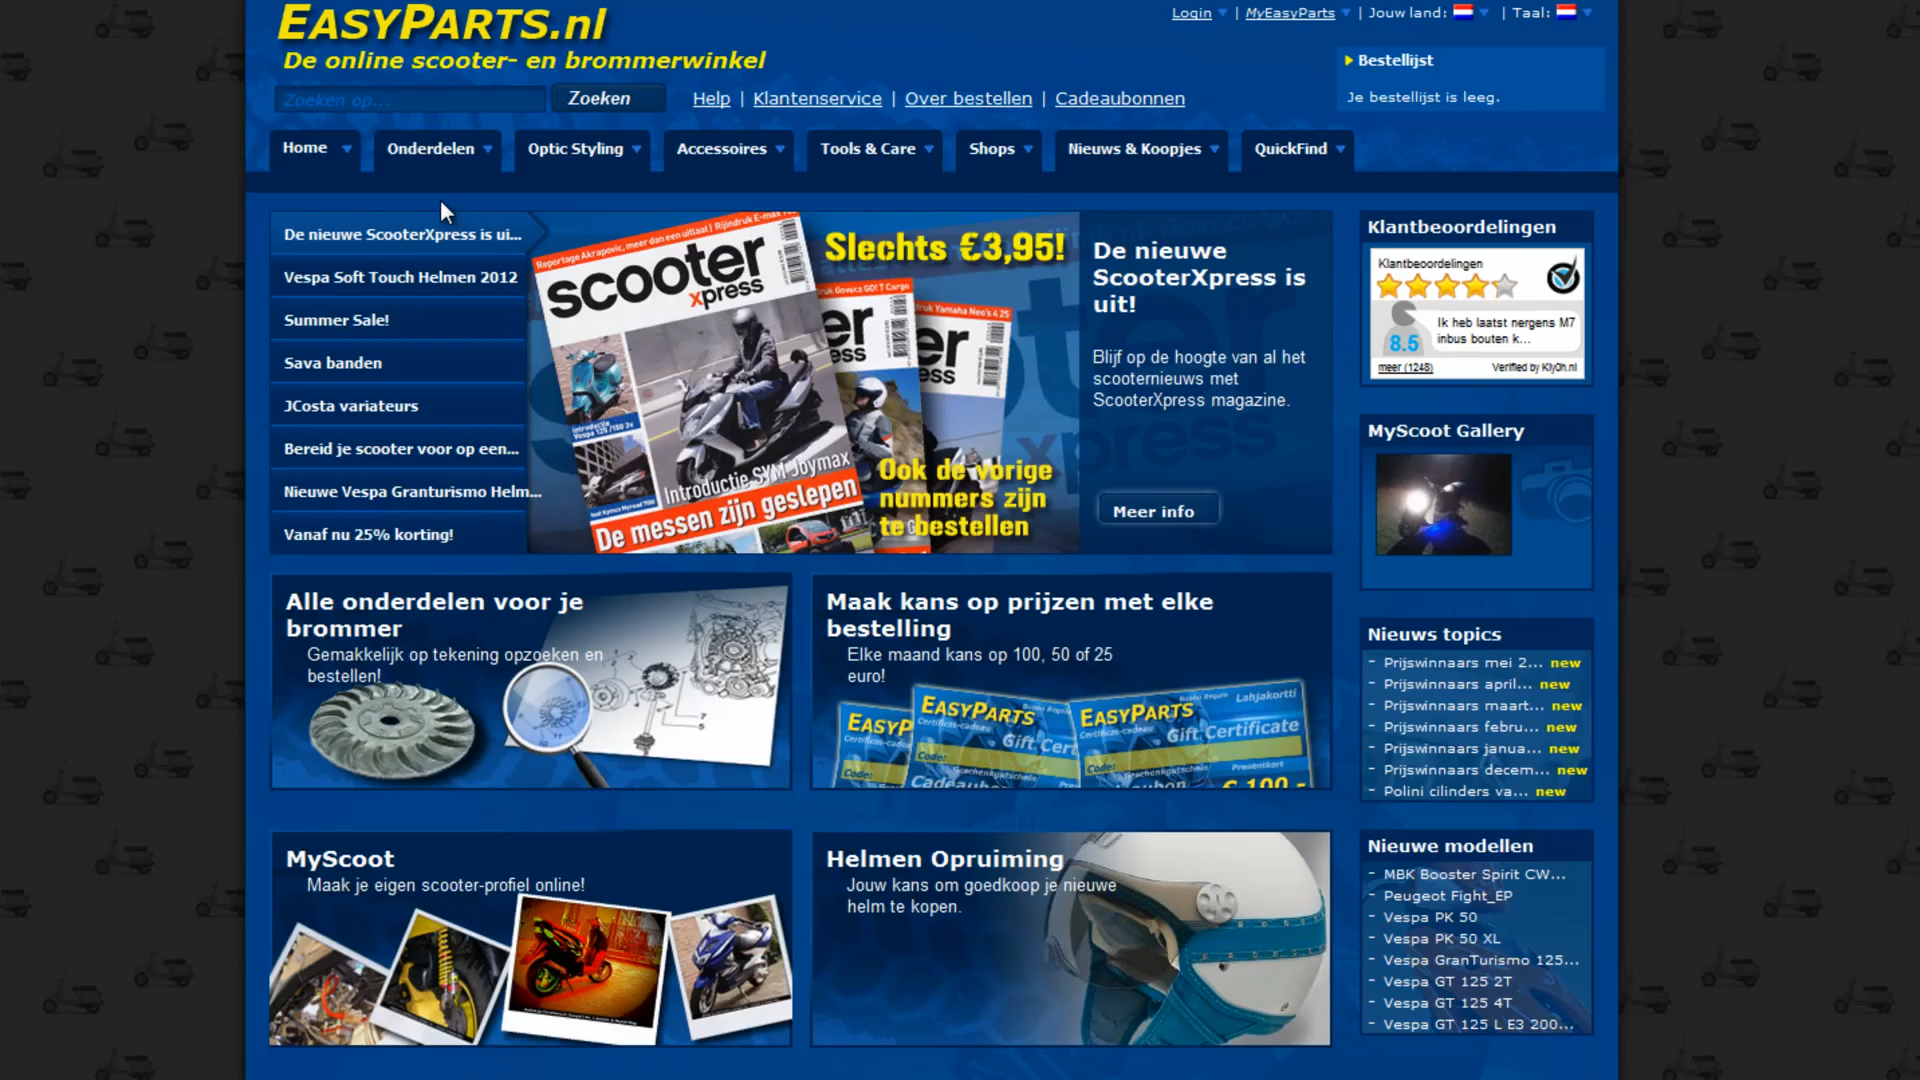 EASYPARTS.nl
De online scooter- en brommerwinkel
Login | MyEasyParts | Jouw land: | Taal:
Bestellijst
Je bestellijst is leeg.
Zoeken op...
Zoeken
Help | Klantenservice | Over bestellen | Cadeaubonnen
Home
Onderdelen
Optic Styling
Accessoires
Tools & Care
Shops
Nieuws & Koopjes
QuickFind
De nieuwe ScooterXpress is ui...
Vespa Soft Touch Helmen 2012
Summer Sale!
Sava banden
JCosta variateurs
Bereid je scooter voor op een...
Nieuwe Vespa Granturismo Helm...
Vanaf nu 25% korting!
Reportage Akrapovic, meer dan een uitlaat | Rijindruk E-max
scooter
xpress
Introductie SYM Joymax
De messen zijn geslepen
Slechts €3,95!
Ook de vorige
nummers zijn
te bestellen
De nieuwe
ScooterXpress is
uit!
Blijf op de hoogte van al het
scooternieuws met
ScooterXpress magazine.
Meer info
Klantbeoordelingen
Klantbeoordelingen
Ik heb laatst nergens M7
inbus bouten k...
8.5
meer (1248)
Verified by KiyOh.nl
MyScoot Gallery
Alle onderdelen voor je
brommer
Gemakkelijk op tekening opzoeken en
bestellen!
Maak kans op prijzen met elke
bestelling
Elke maand kans op 100, 50 of 25
euro!
EASYPARTS
Gift Certificate
Lahjakortti
Code:
€ 100,-
Nieuws topics
- Prijswinnaars mei 2... new
- Prijswinnaars april... new
- Prijswinnaars maart... new
- Prijswinnaars febru... new
- Prijswinnaars janua... new
- Prijswinnaars decem... new
- Polini cilinders va... new
MyScoot
Maak je eigen scooter-profiel online!
Helmen Opruiming
Jouw kans om goedkoop je nieuwe
helm te kopen.
Nieuwe modellen
- MBK Booster Spirit CW...
- Peugeot Fight_EP
- Vespa PK 50
- Vespa PK 50 XL
- Vespa GranTurismo 125...
- Vespa GT 125 2T
- Vespa GT 125 4T
- Vespa GT 125 L E3 200...